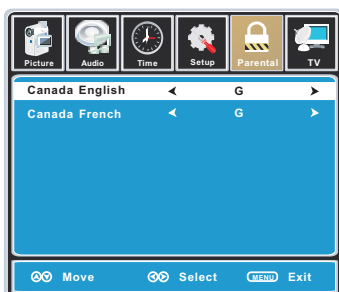 Picture Audio Time Setup Parental TV
Canada English G
Canada French G
Move Select MENU Exit